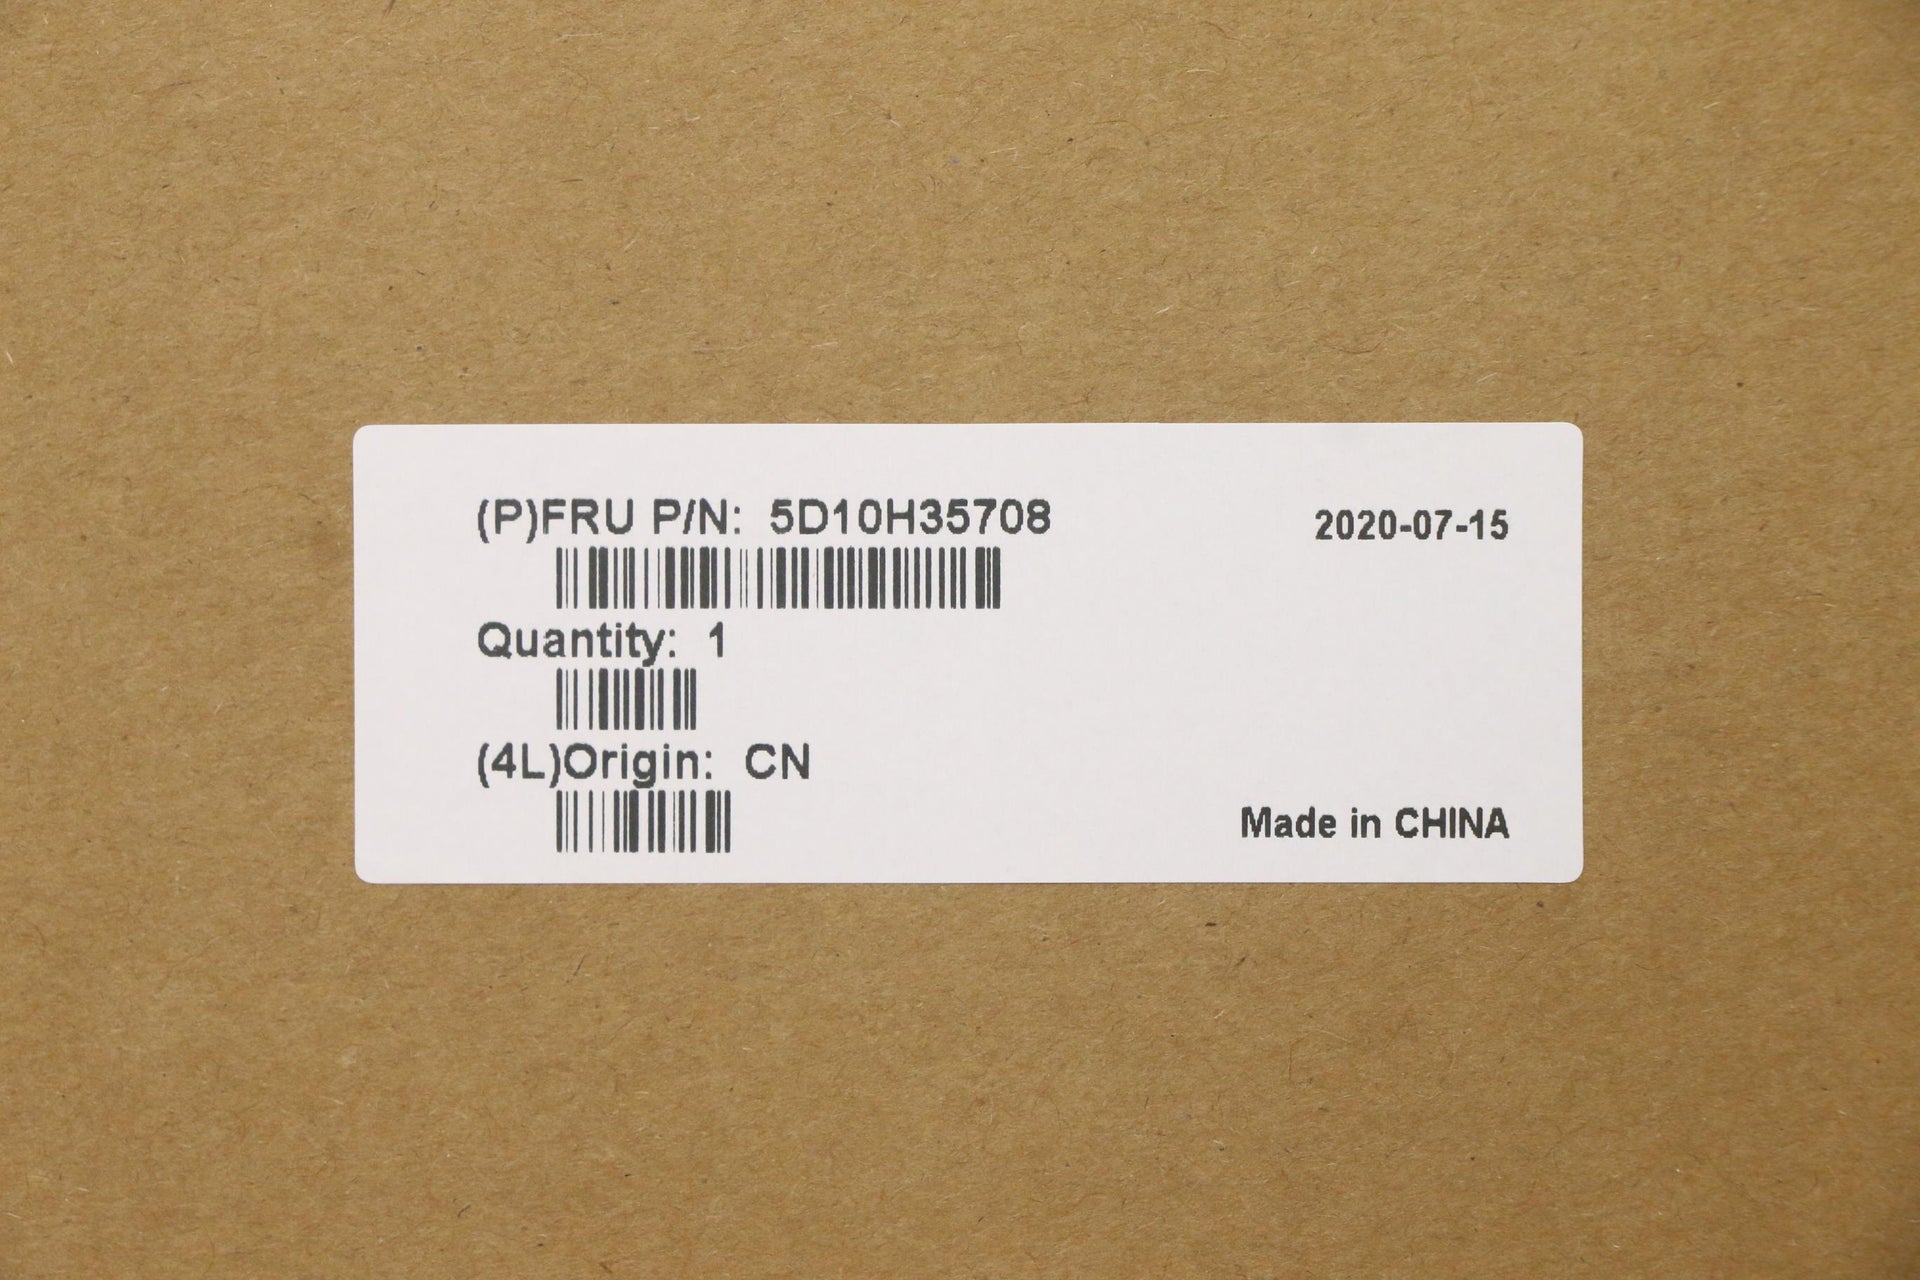 (P)FRU P/N: 5D10H35708
2020-07-15
Quantity: 1
(4L)Origin: CN
Made in CHINA